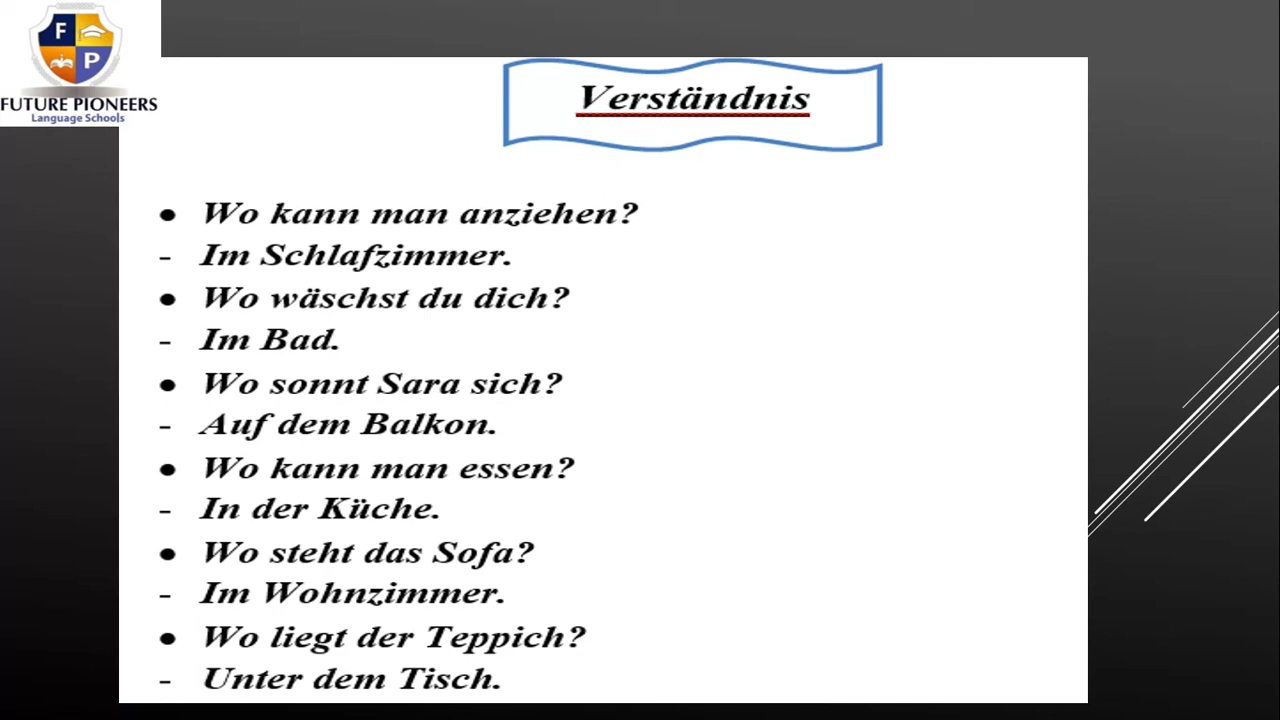 F
P
FUTURE PIONEERS
Language Schools
Verständnis
• Wo kann man anziehen?
- Im Schlafzimmer.
• Wo wäschst du dich?
- Im Bad.
• Wo sonnt Sara sich?
- Auf dem Balkon.
• Wo kann man essen?
- In der Küche.
• Wo steht das Sofa?
- Im Wohnzimmer.
• Wo liegt der Teppich?
- Unter dem Tisch.